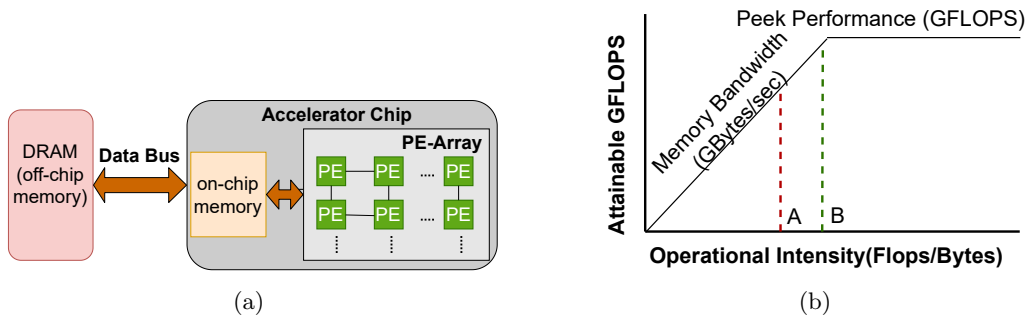 Accelerator Chip
PE-Array
DRAM
(off-chip
memory)
Data Bus
on-chip
memory
PE PE .... PE
PE PE .... PE
(a)
Peek Performance (GFLOPS)
Memory Bandwidth
(GBytes/sec)
Attainable GFLOPS
A
B
Operational Intensity(Flops/Bytes)
(b)